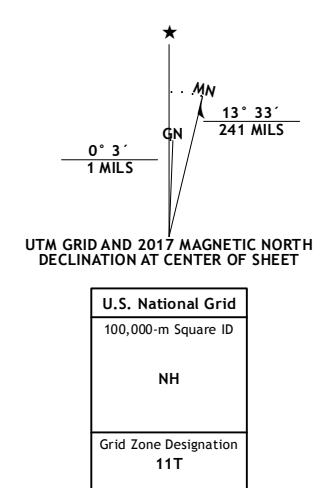 ★
MN
GN
13° 33´
241 MILS
0° 3´
1 MILS
UTM GRID AND 2017 MAGNETIC NORTH
DECLINATION AT CENTER OF SHEET
U.S. National Grid
100,000-m Square ID
NH
Grid Zone Designation
11T